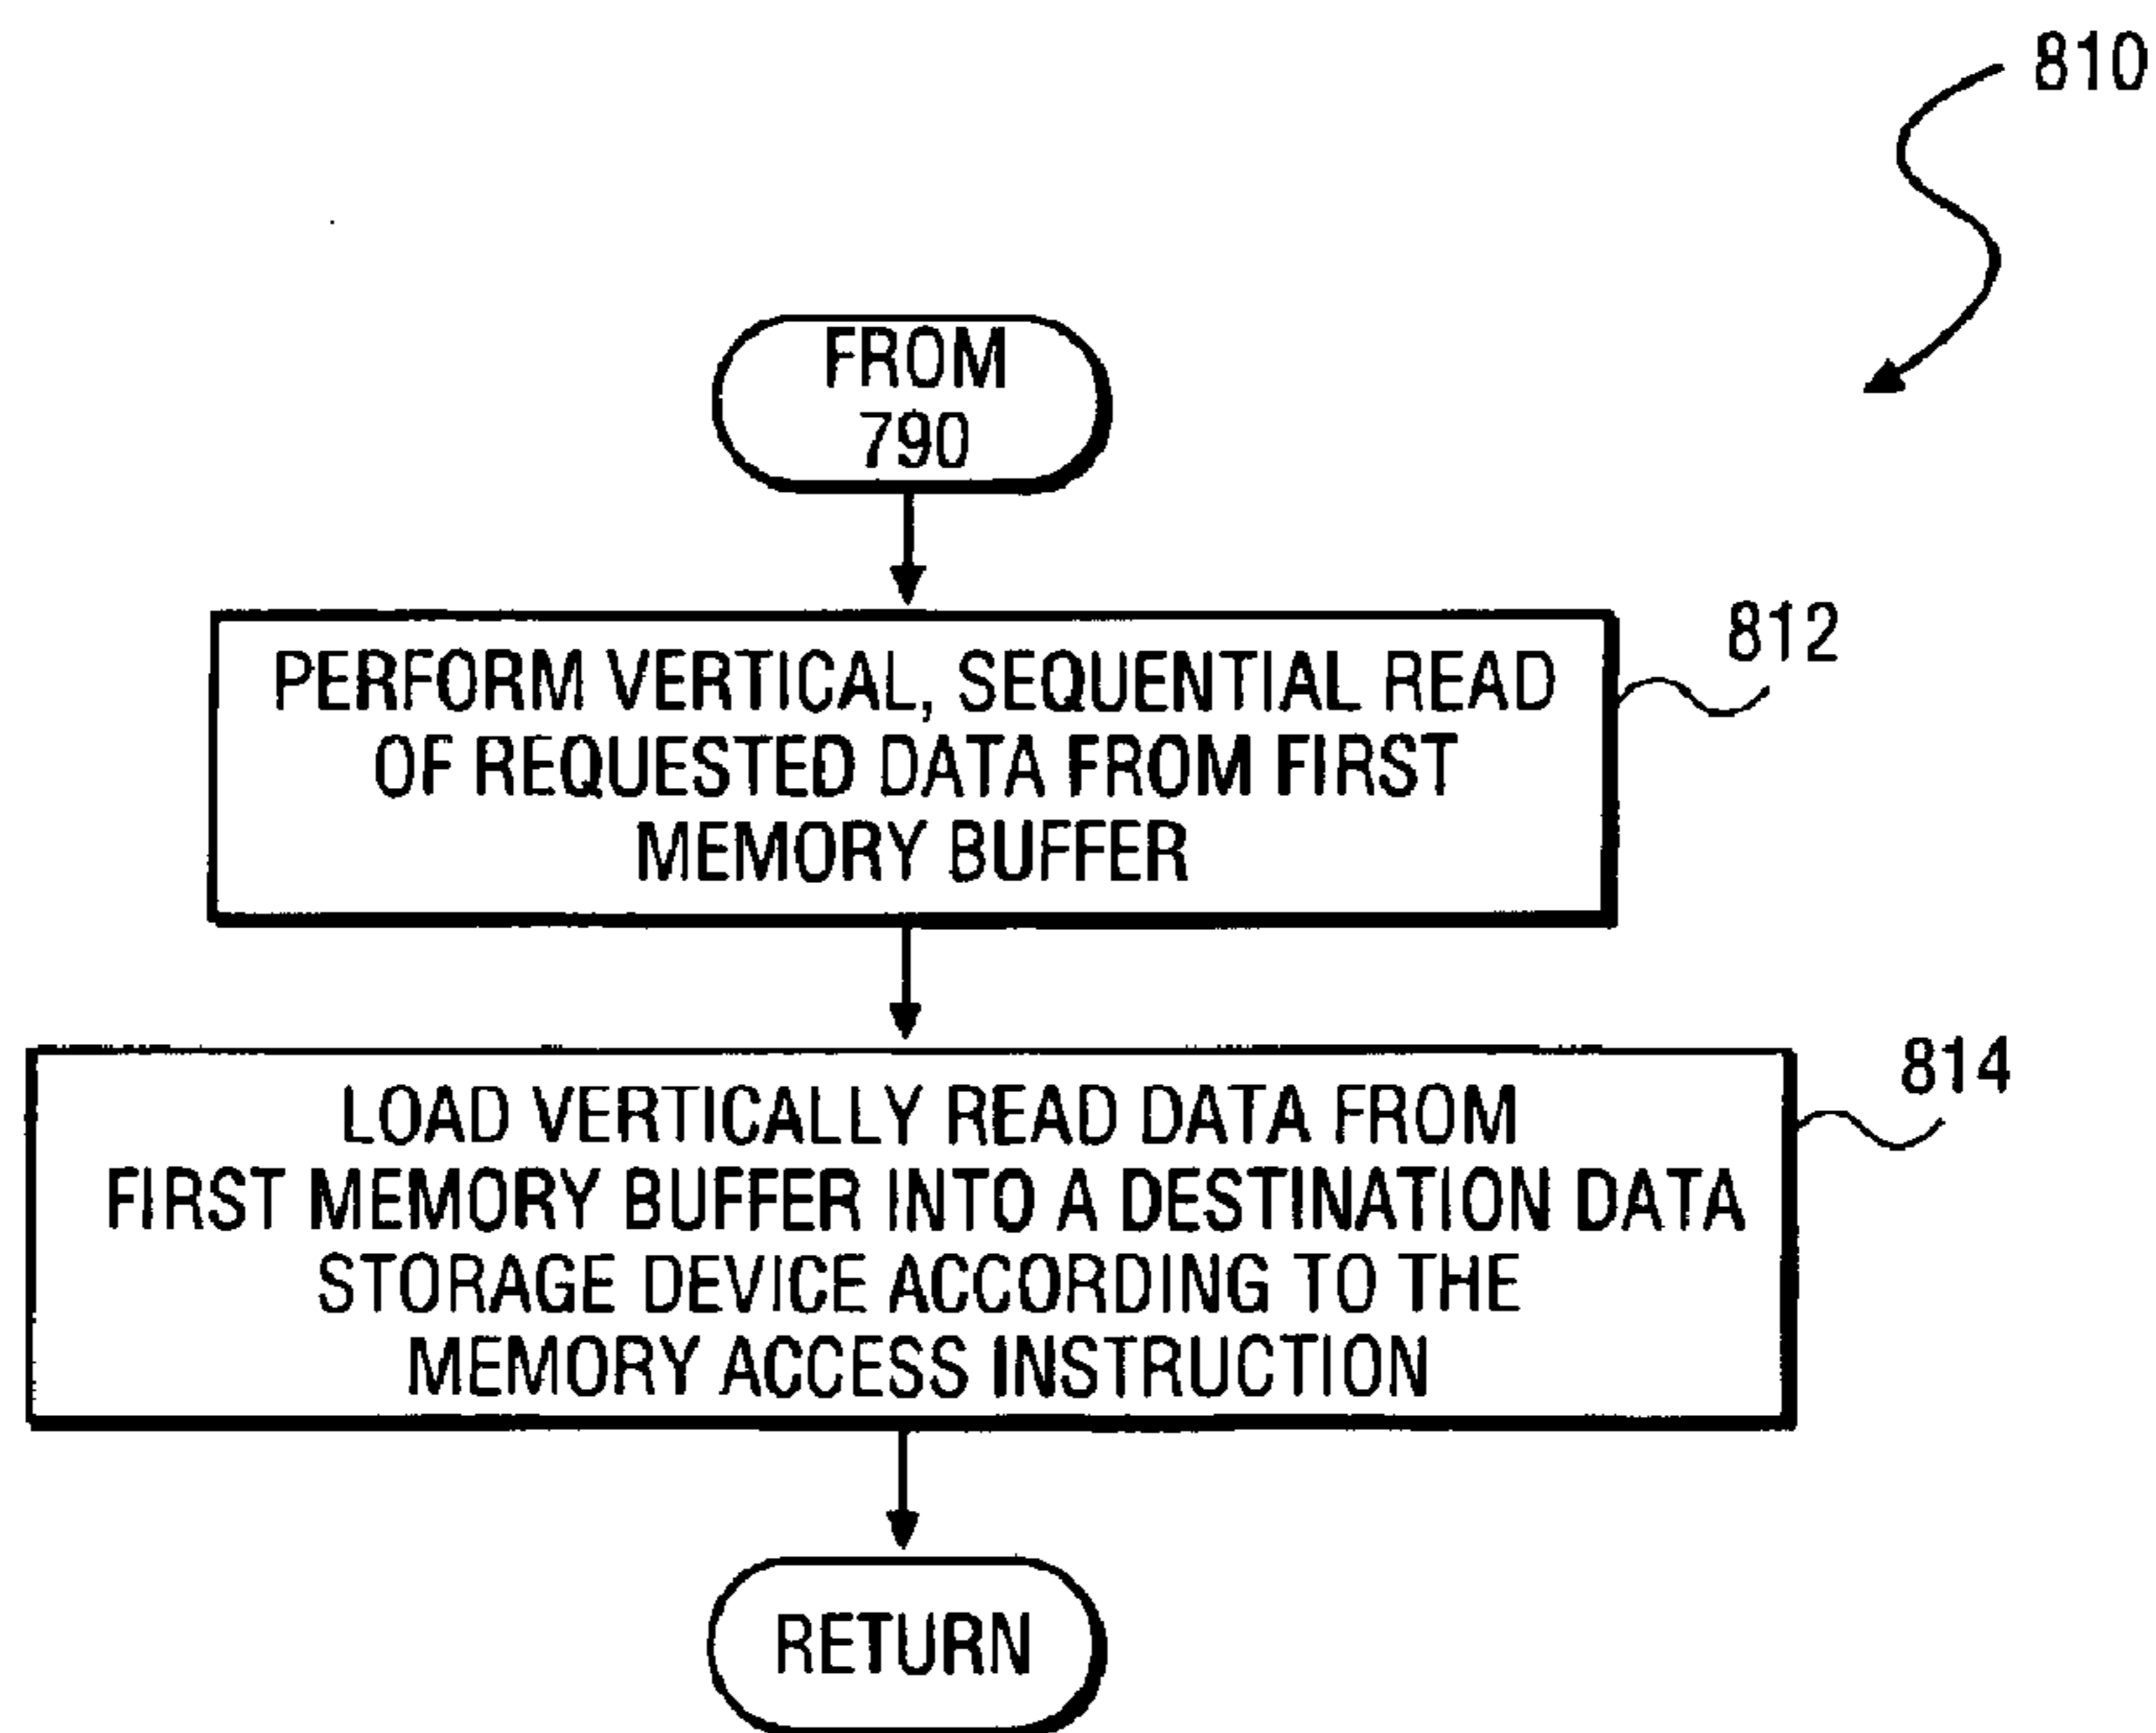 810
FROM
790
812
PERFORM VERTICAL, SEQUENTIAL READ
OF REQUESTED DATA FROM FIRST
MEMORY BUFFER
814
LOAD VERTICALLY READ DATA FROM
FIRST MEMORY BUFFER INTO A DESTINATION DATA
STORAGE DEVICE ACCORDING TO THE
MEMORY ACCESS INSTRUCTION
RETURN